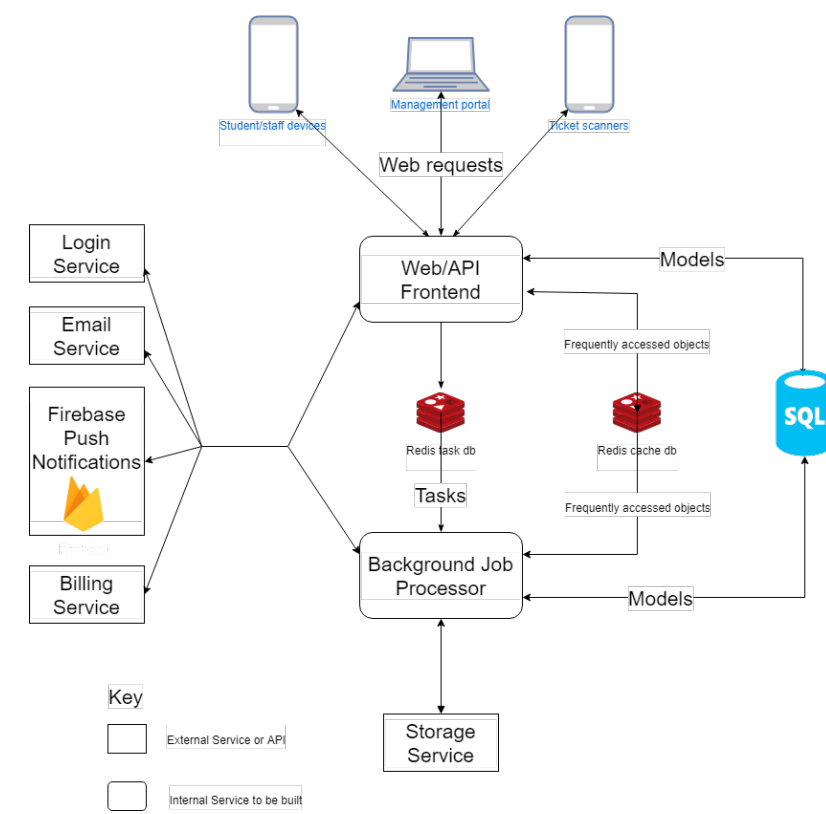 Student/staff devices
Management portal
Ticket scanners
Web requests
Login
Service
Email
Service
Firebase
Push
Notifications
Billing
Service
Web/API
Frontend
Models
Frequently accessed objects
Redis task db
Redis cache db
SQL
Tasks
Frequently accessed objects
Background Job
Processor
Models
Storage
Service
Key
External Service or API
Internal Service to be built